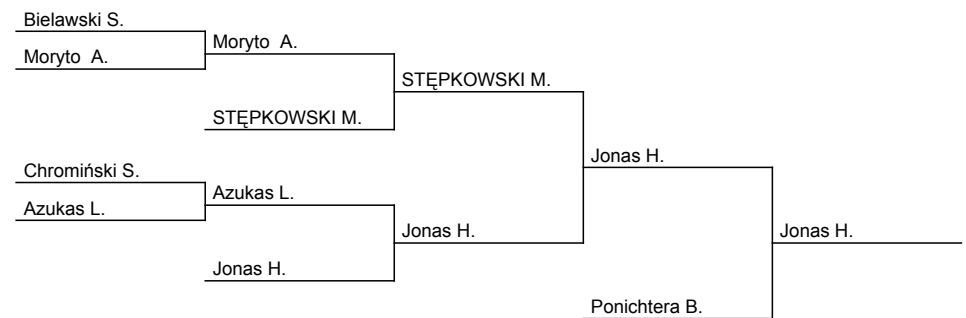 Bielawski S.
Moryto A.
Moryto A.
STĘPKOWSKI M.
STĘPKOWSKI M.
Jonas H.
Chromiński S.
Azukas L.
Azukas L.
Jonas H.
Jonas H.
Jonas H.
Ponichtera B.